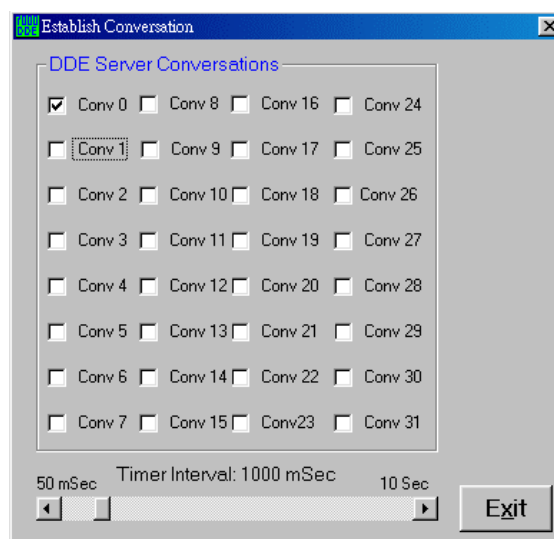 Establish Conversation
DDE Server Conversations
Conv 0 Conv 8 Conv 16 Conv 24
Conv 1 Conv 9 Conv 17 Conv 25
Conv 2 Conv 10 Conv 18 Conv 26
Conv 3 Conv 11 Conv 19 Conv 27
Conv 4 Conv 12 Conv 20 Conv 28
Conv 5 Conv 13 Conv 21 Conv 29
Conv 6 Conv 14 Conv 22 Conv 30
Conv 7 Conv 15 Conv23 Conv 31
50 mSec Timer Interval: 1000 mSec 10 Sec
Exit